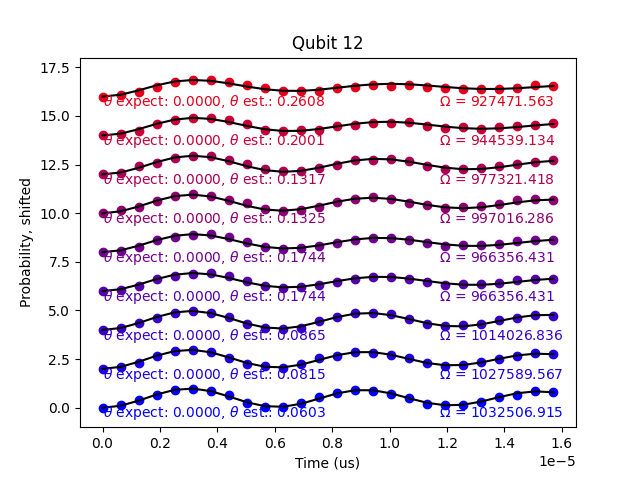 Qubit 12
Probability, shifted
17.5
15.0
12.5
10.0
7.5
5.0
2.5
0.0
θ expect: 0.0000, θ est.: 0.2608 Ω = 927471.563
θ expect: 0.0000, θ est.: 0.2001 Ω = 944539.134
θ expect: 0.0000, θ est.: 0.1317 Ω = 977321.418
θ expect: 0.0000, θ est.: 0.1325 Ω = 997016.286
θ expect: 0.0000, θ est.: 0.1744 Ω = 966356.431
θ expect: 0.0000, θ est.: 0.1744 Ω = 966356.431
θ expect: 0.0000, θ est.: 0.0865 Ω = 1014026.836
θ expect: 0.0000, θ est.: 0.0815 Ω = 1027589.567
θ expect: 0.0000, θ est.: 0.0603 Ω = 1032506.915
0.0 0.2 0.4 0.6 0.8 1.0 1.2 1.4 1.6
1e−5
Time (us)